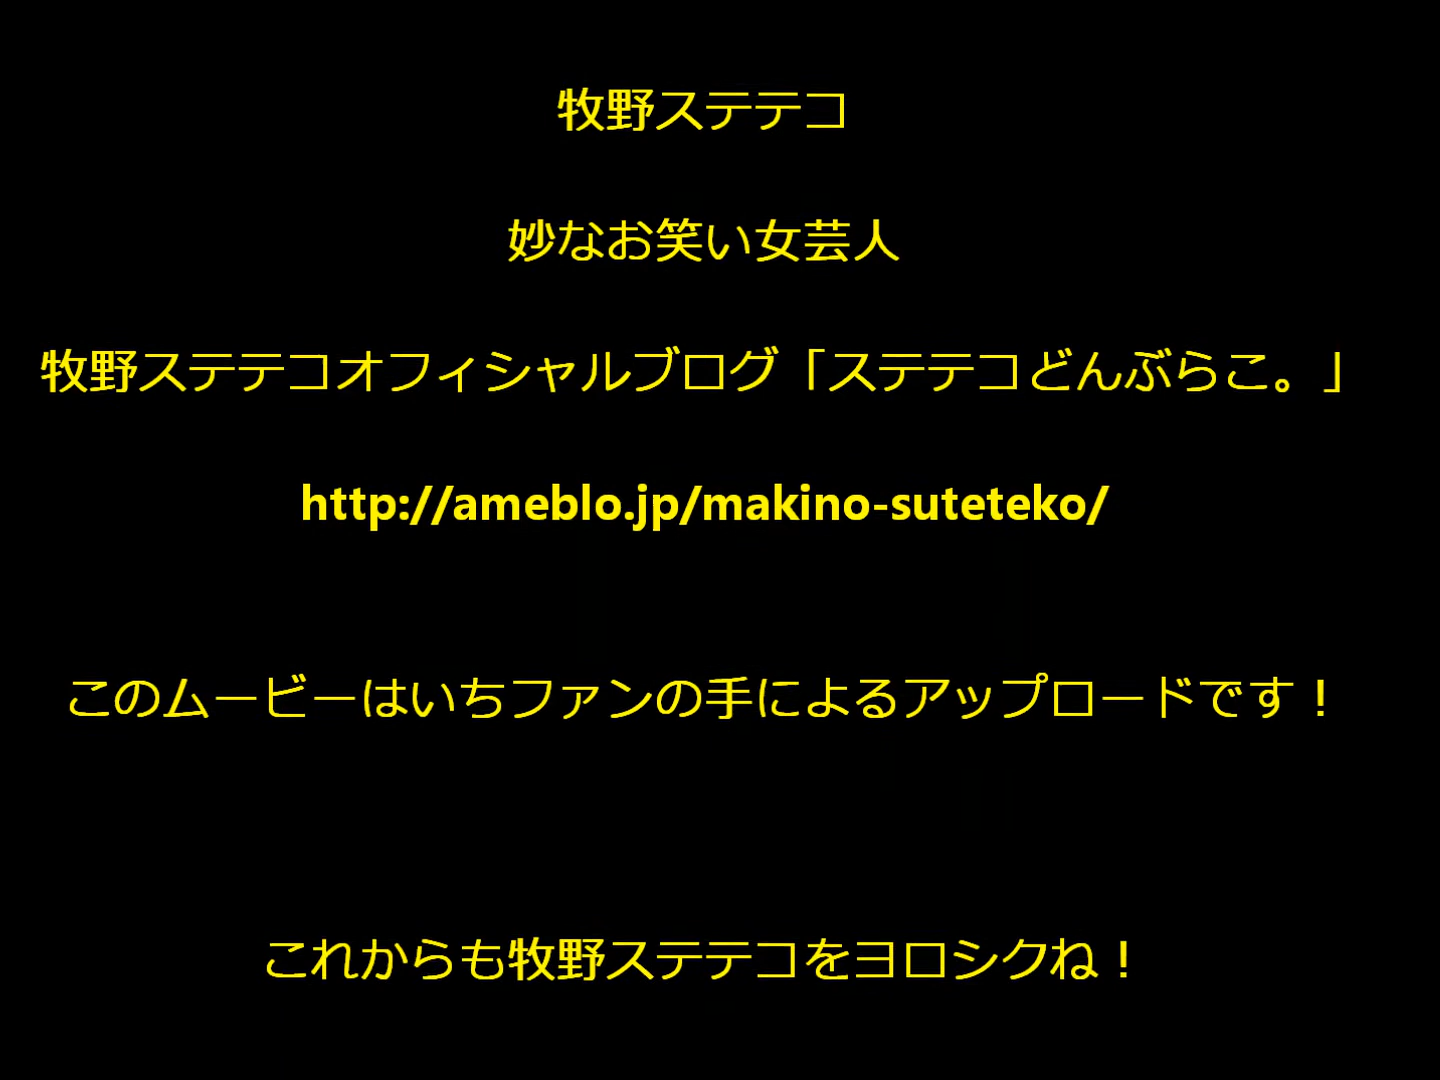 牧野ステテコ
妙なお笑い女芸人
牧野ステテコオフィシャルブログ「ステテコどんぶらこ。」
http://ameblo.jp/makino-suteteko/
このムービーはいちファンの手によるアップロードです！
これからも牧野ステテコをヨロシクね！